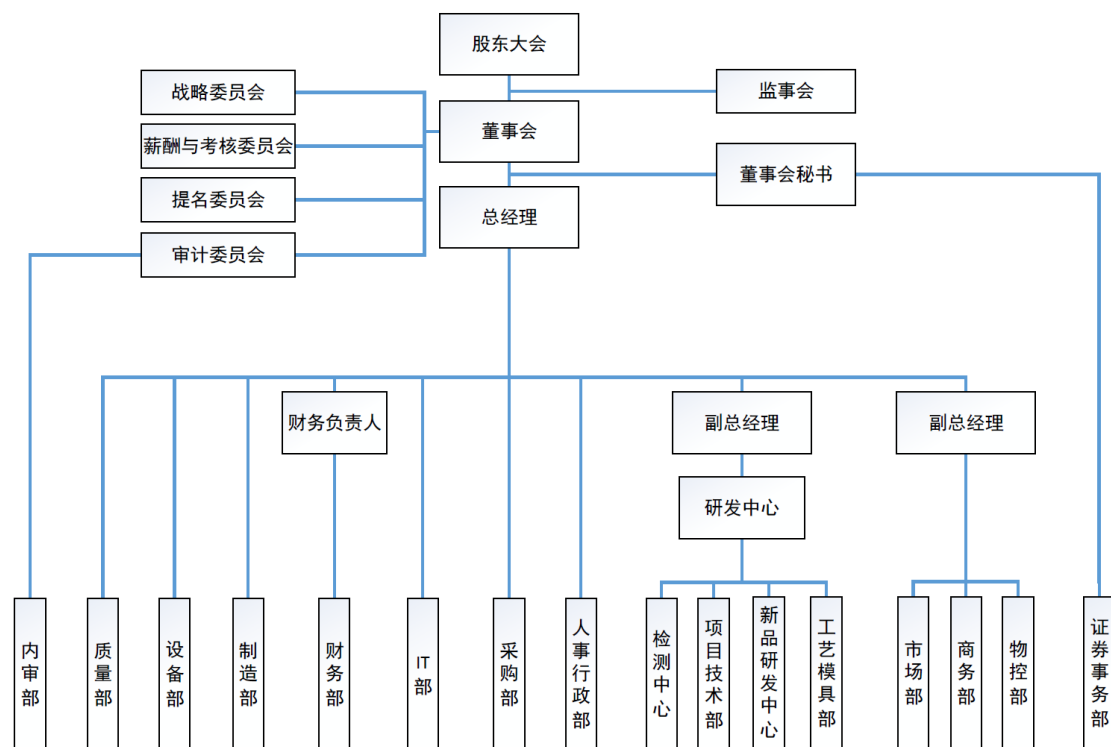 股东大会
战略委员会
监事会
董事会
薪酬与考核委员会
董事会秘书
提名委员会
总经理
审计委员会
财务负责人
副总经理
副总经理
研发中心
内审部
质量部
设备部
制造部
财务部
IT部
采购部
人事行政部
检测中心
项目技术部
新品研发中心
工艺模具部
市场部
商务部
物控部
证券事务部